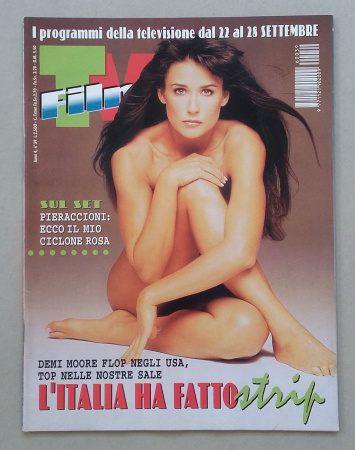 I programmi della televisione dal 22 al 28 SETTEMBRE
TV
Film
SUL SET
PIERACCIONI:
ECCO IL MIO
CICLONE ROSA
DEMI MOORE FLOP NEGLI USA,
TOP NELLE NOSTRE SALE
L'ITALIA HA FATTO strip